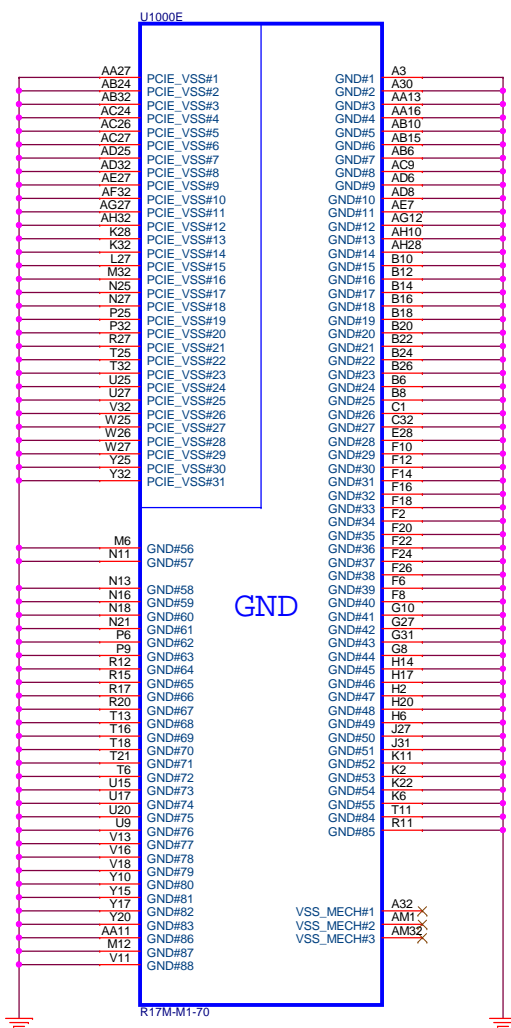 U1000E
AA27 PCIE_VSS#1
AB24 PCIE_VSS#2
AB32 PCIE_VSS#3
AC24 PCIE_VSS#4
AC26 PCIE_VSS#5
AC27 PCIE_VSS#6
AD25 PCIE_VSS#7
AD32 PCIE_VSS#8
AE27 PCIE_VSS#9
AF32 PCIE_VSS#10
AG27 PCIE_VSS#11
AH32 PCIE_VSS#12
K28 PCIE_VSS#13
K32 PCIE_VSS#14
L27 PCIE_VSS#15
M32 PCIE_VSS#16
N25 PCIE_VSS#17
N27 PCIE_VSS#18
P25 PCIE_VSS#19
P32 PCIE_VSS#20
R27 PCIE_VSS#21
T25 PCIE_VSS#22
T32 PCIE_VSS#23
U25 PCIE_VSS#24
U27 PCIE_VSS#25
V32 PCIE_VSS#26
W25 PCIE_VSS#27
W26 PCIE_VSS#28
W27 PCIE_VSS#29
Y25 PCIE_VSS#30
Y32 PCIE_VSS#31
M6 GND#56
N11 GND#57
N13 GND#58
N16 GND#59
N18 GND#60
N21 GND#61
P6 GND#62
P9 GND#63
R12 GND#64
R15 GND#65
R17 GND#66
R20 GND#67
T13 GND#68
T16 GND#69
T18 GND#70
T21 GND#71
T6 GND#72
U15 GND#73
U17 GND#74
U20 GND#75
U9 GND#76
V13 GND#77
V16 GND#78
V18 GND#79
Y10 GND#80
Y15 GND#81
Y17 GND#82
Y20 GND#83
AA11 GND#86
M12 GND#87
V11 GND#88
GND
GND#1 A3
GND#2 A30
GND#3 AA13
GND#4 AA16
GND#5 AB10
GND#6 AB15
GND#7 AB6
GND#8 AC9
GND#9 AD6
GND#10 AD8
GND#11 AE7
GND#12 AG12
GND#13 AH10
GND#14 AH28
GND#15 B10
GND#16 B12
GND#17 B14
GND#18 B16
GND#19 B18
GND#20 B20
GND#21 B22
GND#22 B24
GND#23 B26
GND#24 B6
GND#25 B8
GND#26 C1
GND#27 C32
GND#28 E28
GND#29 F10
GND#30 F12
GND#31 F14
GND#32 F16
GND#33 F18
GND#34 F2
GND#35 F20
GND#36 F22
GND#37 F24
GND#38 F26
GND#39 F6
GND#40 F8
GND#41 G10
GND#42 G27
GND#43 G31
GND#44 G8
GND#45 H14
GND#46 H17
GND#47 H2
GND#48 H20
GND#49 H6
GND#50 J27
GND#51 J31
GND#52 K11
GND#53 K2
GND#54 K22
GND#55 K6
GND#84 T11
GND#85 R11
VSS_MECH#1 A32
VSS_MECH#2 AM1
VSS_MECH#3 AM32
R17M-M1-70